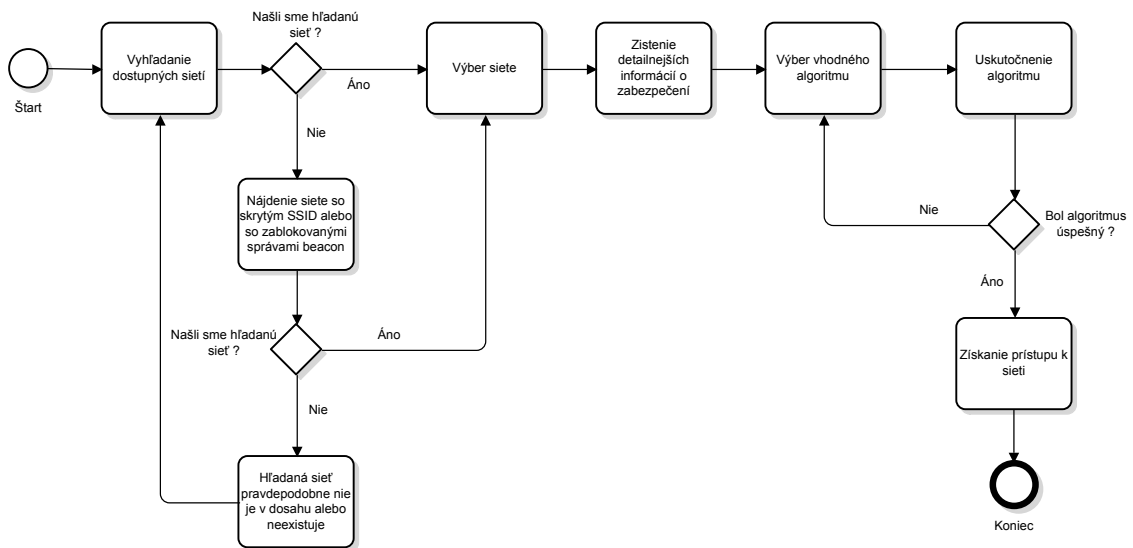 Našli sme hľadanú
sieť ?
Štart
Vyhľadanie
dostupných sietí
Áno
Nie
Výber siete
Zistenie
detailnejších
informácií o
zabezpečení
Výber vhodného
algoritmu
Uskutočnenie
algoritmu
Nájdenie siete so
skrytým SSID alebo
so zablokovanými
správami beacon
Nie
Bol algoritmus
úspešný ?
Áno
Našli sme hľadanú
sieť ?
Áno
Nie
Získanie prístupu k
sieti
Hľadaná sieť
pravdepodobne nie
je v dosahu alebo
neexistuje
Koniec